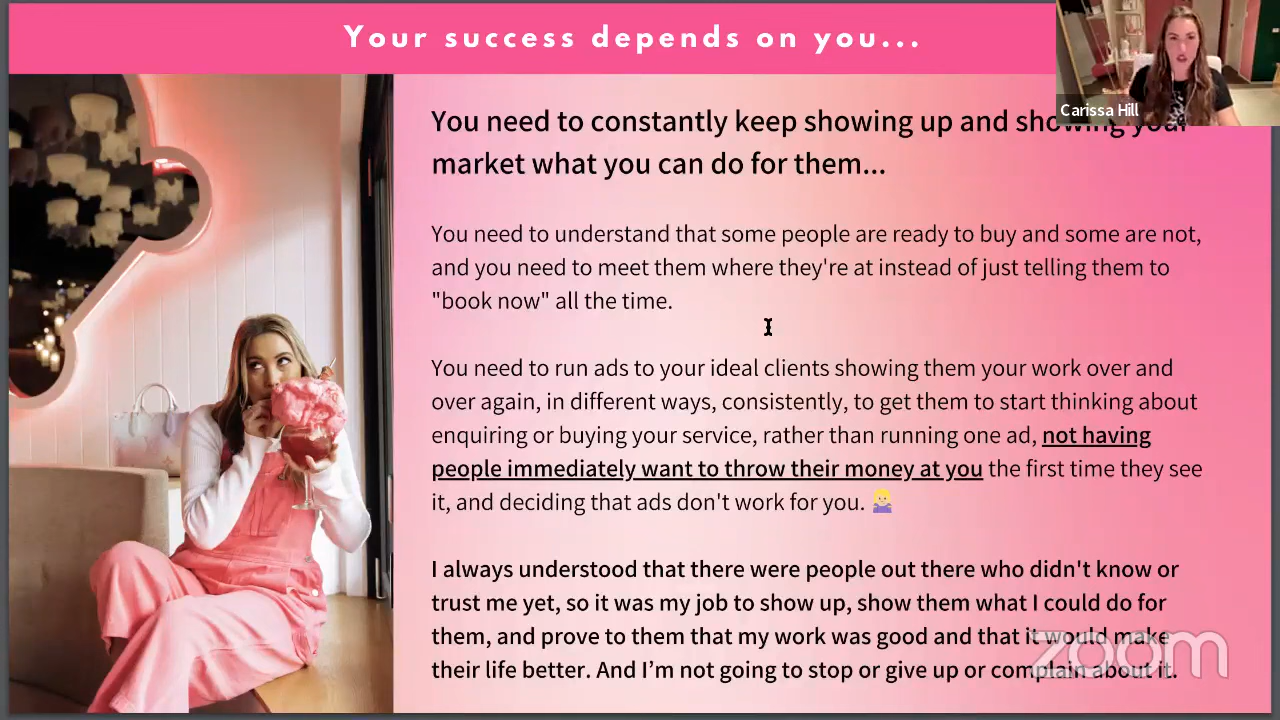 Your success depends on you...
Carissa Hill
You need to constantly keep showing up and showing your
market what you can do for them...
You need to understand that some people are ready to buy and some are not,
and you need to meet them where they're at instead of just telling them to
"book now" all the time.
You need to run ads to your ideal clients showing them your work over and
over again, in different ways, consistently, to get them to start thinking about
enquiring or buying your service, rather than running one ad, not having
people immediately want to throw their money at you the first time they see
it, and deciding that ads don't work for you. 🤷🏼‍♀️
I always understood that there were people out there who didn't know or
trust me yet, so it was my job to show up, show them what I could do for
them, and prove to them that my work was good and that it would make
their life better. And I’m not going to stop or give up or complain about it.
zoom